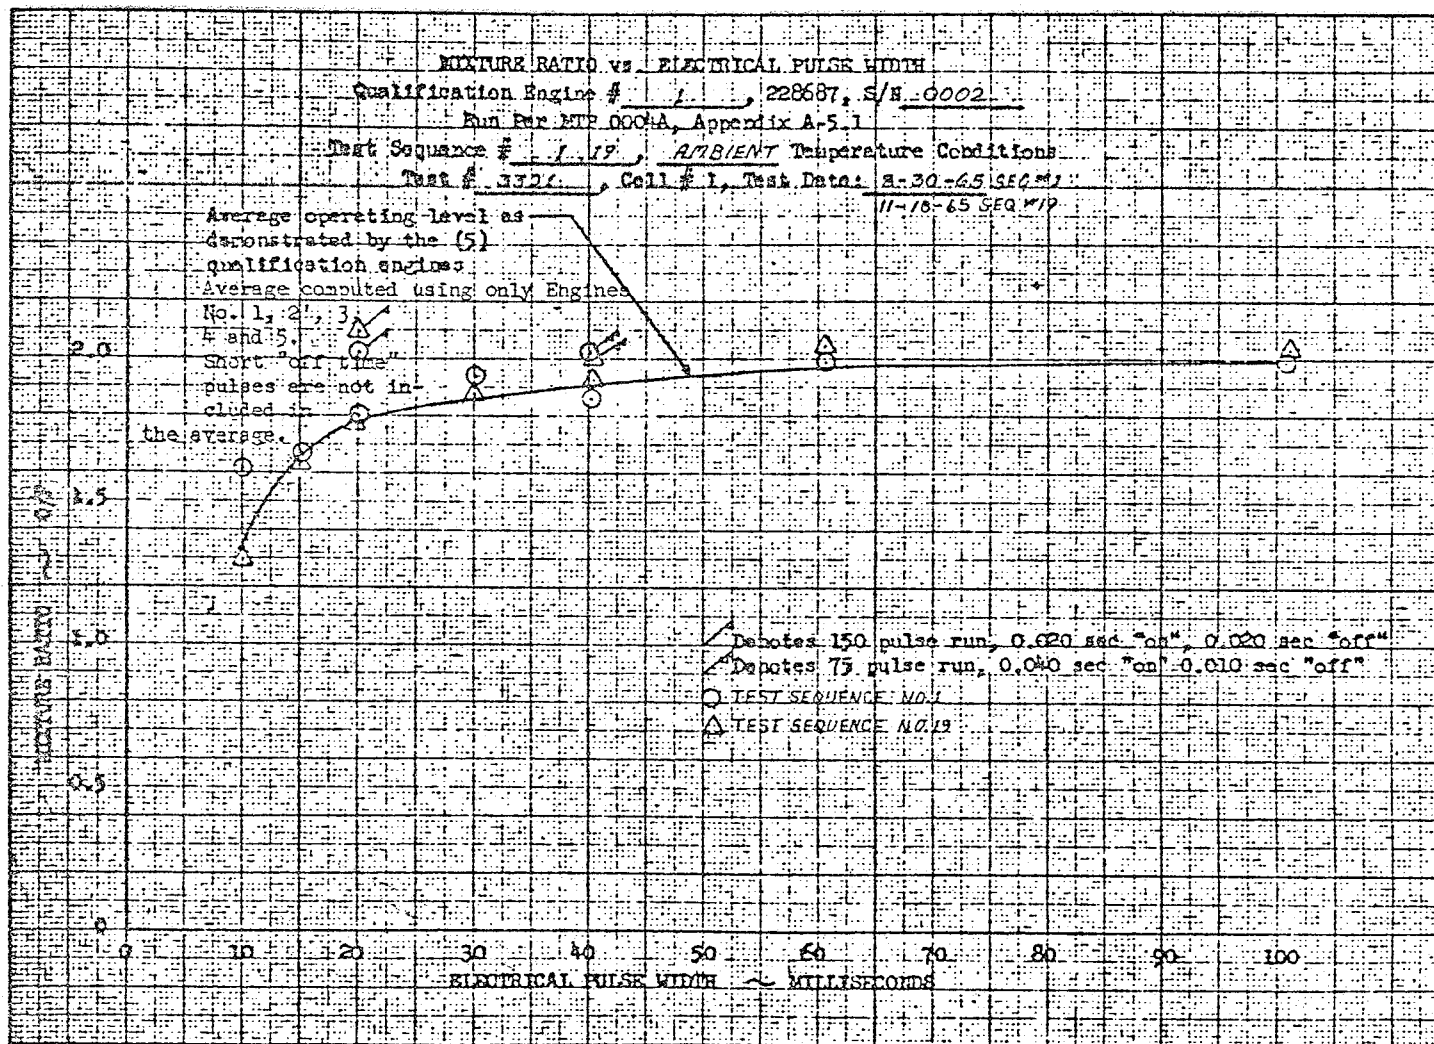 MIXTURE RATIO vs. ELECTRICAL PULSE WIDTH
Qualification Engine # 1, 228687, S/N 0002
Run Per MTP 0004A, Appendix A-5.1
Test Sequence # 1, 19, AMBIENT Temperature Conditions
Test #, Cell # 1, Test Date: 8-30-65 SEQ #1
11-18-65 SEQ #19
Average operating level as
demonstrated by the (5)
qualification engines
Average computed using only Engines
No. 1, 2, 3,
4 and 5.
Short "off time"
pulses are not in-
cluded in
the average.
2.0
1.5
1.0
0.5
0
MIXTURE RATIO ~ O/F
Denotes 150 pulse run, 0.020 sec "on", 0.020 sec "off"
Denotes 75 pulse run, 0.040 sec "on" 0.010 sec "off"
TEST SEQUENCE NO.1
TEST SEQUENCE NO.19
0 10 20 30 40 50 60 70 80 90 100
ELECTRICAL PULSE WIDTH ~ MILLISECONDS